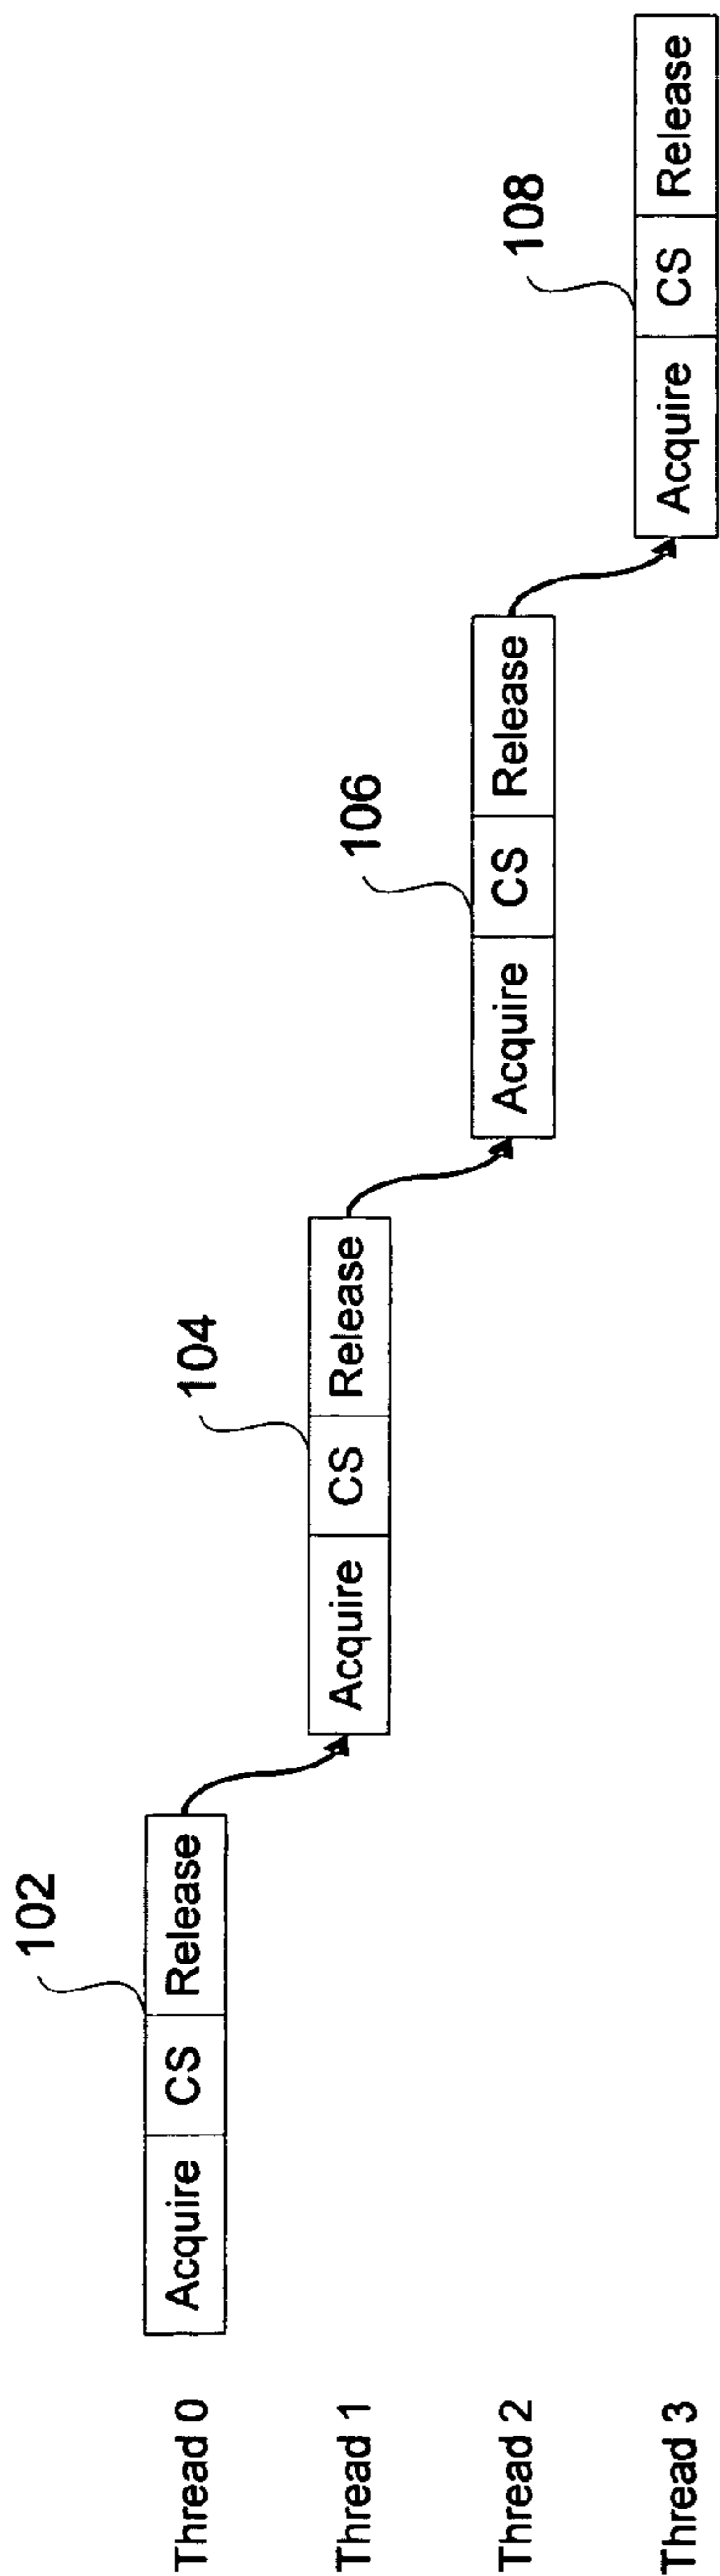 102
Thread 0 Acquire CS Release
104
Thread 1 Acquire CS Release
106
Thread 2 Acquire CS Release
108
Thread 3 Acquire CS Release